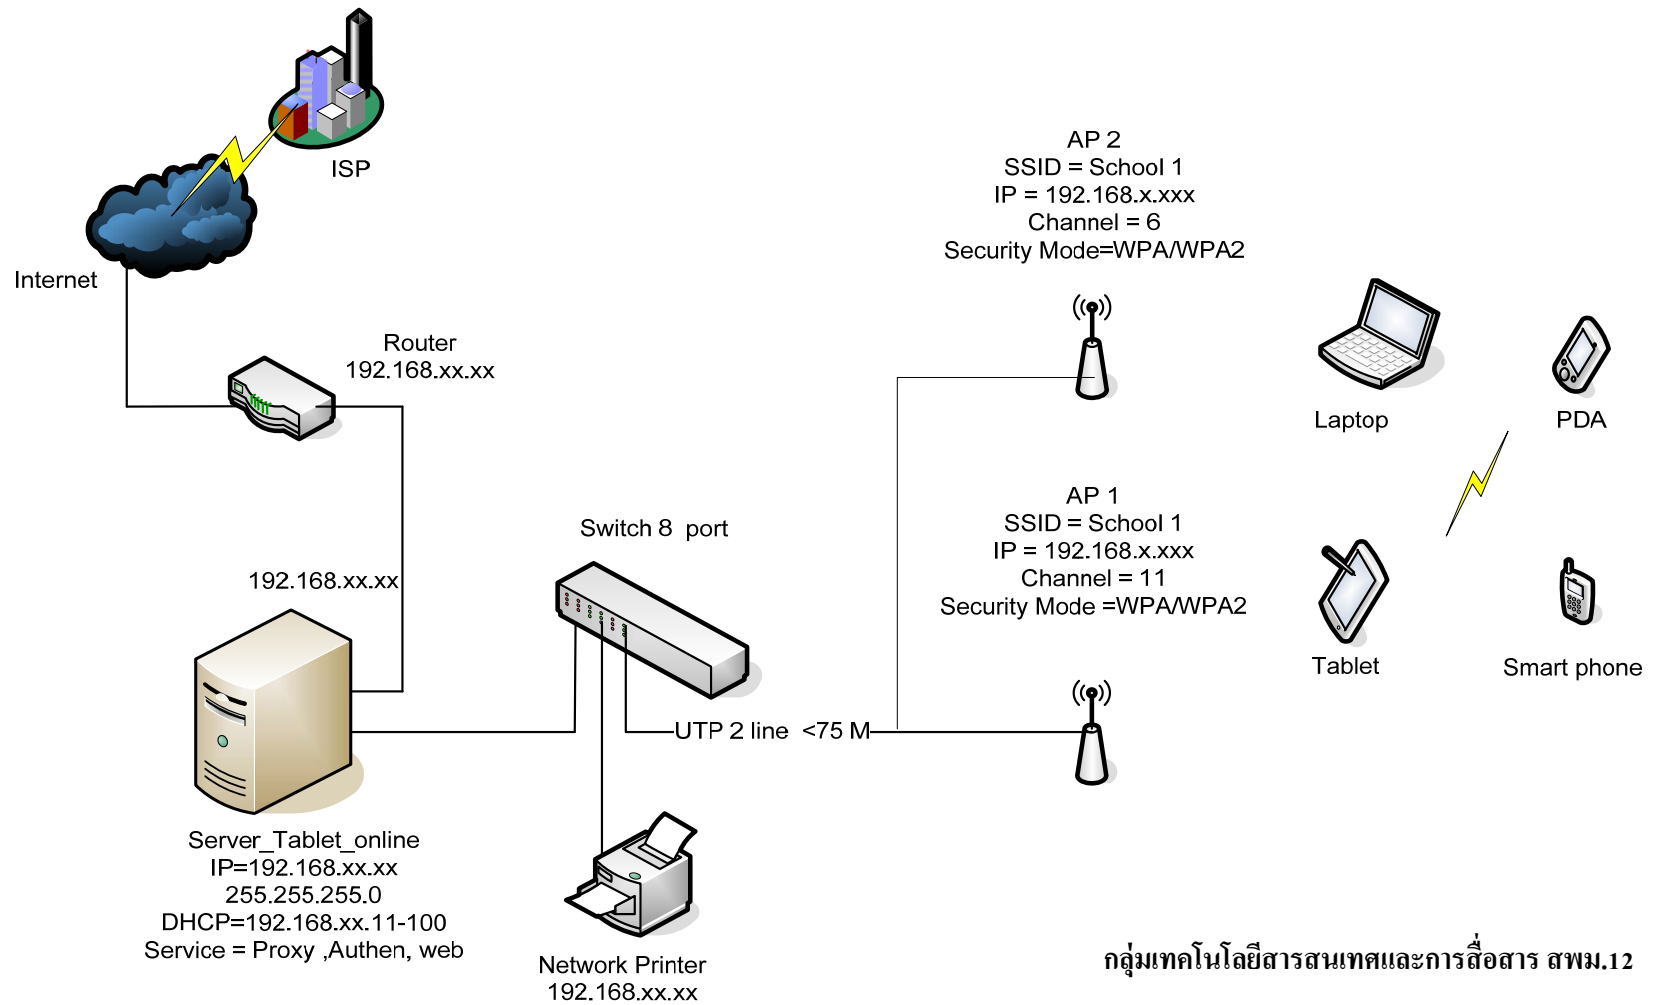 ISP
Internet
Router
192.168.xx.xx
192.168.xx.xx
Server_Tablet_online
IP=192.168.xx.xx
255.255.255.0
DHCP=192.168.xx.11-100
Service = Proxy ,Authen, web
Switch 8 port
UTP 2 line <75 M
Network Printer
192.168.xx.xx
AP 2
SSID = School 1
IP = 192.168.x.xxx
Channel = 6
Security Mode=WPA/WPA2
AP 1
SSID = School 1
IP = 192.168.x.xxx
Channel = 11
Security Mode =WPA/WPA2
Laptop
PDA
Tablet
Smart phone
กลุ่มเทคโนโลยีสารสนเทศและการสื่อสาร สพม.12